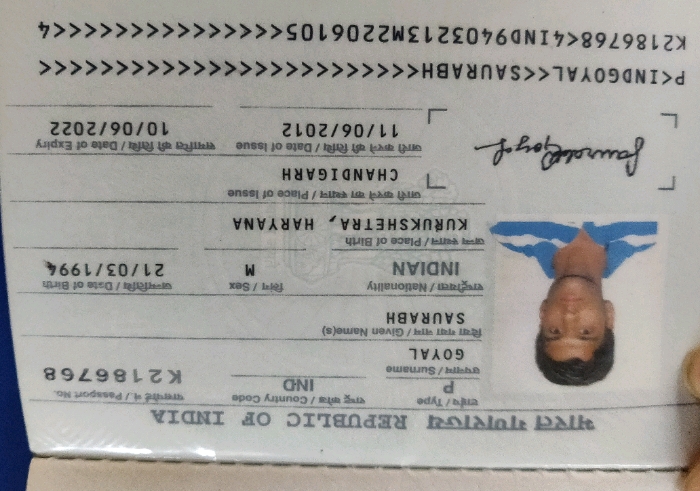 भारत गणराज्य REPUBLIC OF INDIA
टाईप / Type
राष्ट्र कोड / Country Code
पासपोर्ट नं. / Passport No.
P
IND
K2186768
उपनाम / Surname
GOYAL
दिया गया नाम / Given Name(s)
SAURABH
राष्ट्रीयता / Nationality
लिंग / Sex
जन्मतिथि / Date of Birth
INDIAN
M
21/03/1994
जन्म स्थान / Place of Birth
KURUKSHETRA, HARYANA
जारी करने का स्थान / Place of Issue
CHANDIGARH
जारी करने की तिथि / Date of Issue
समाप्ति की तिथि / Date of Expiry
11/06/2012
10/06/2022
Saurabh Goyal
P<INDGOYAL<<SAURABH<<<<<<<<<<<<<<<<<<<<<<<<<
K2186768<4IND9403213M2206105<<<<<<<<<<<<<<<4